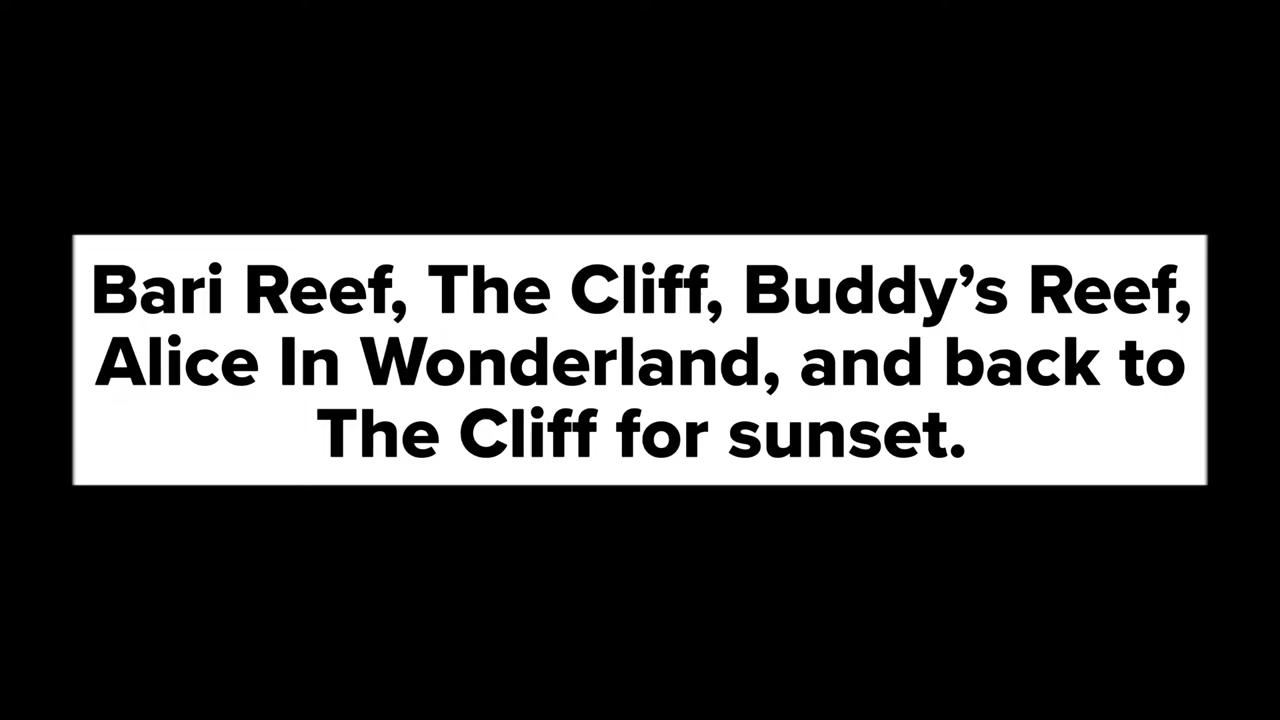 Bari Reef, The Cliff, Buddy’s Reef,
Alice In Wonderland, and back to
The Cliff for sunset.